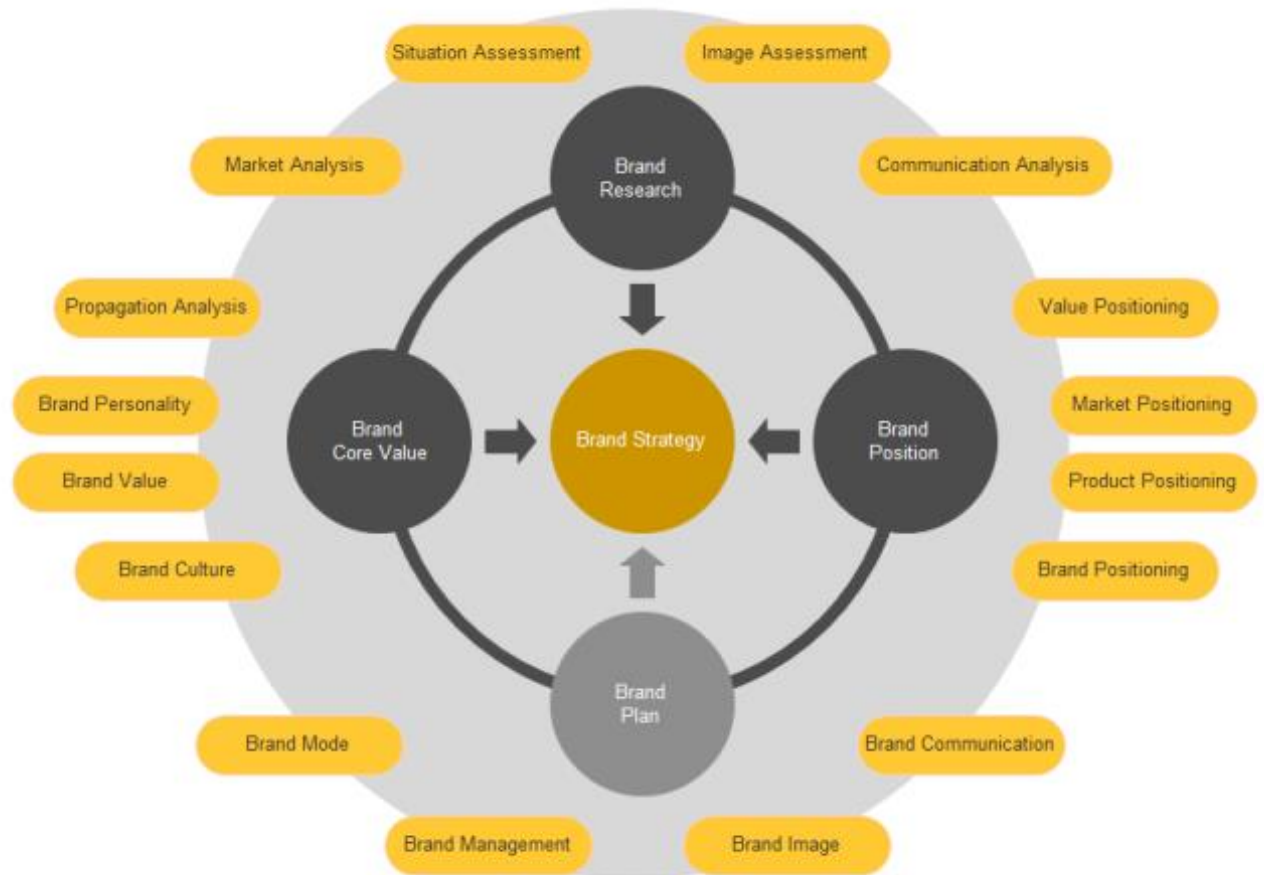 Situation Assessment
Image Assessment
Market Analysis
Brand
Research
Communication Analysis
Propagation Analysis
Value Positioning
Brand Personality
Market Positioning
Brand
Core Value
Brand Strategy
Brand
Position
Brand Value
Product Positioning
Brand Culture
Brand Positioning
Brand
Plan
Brand Mode
Brand Communication
Brand Management
Brand Image